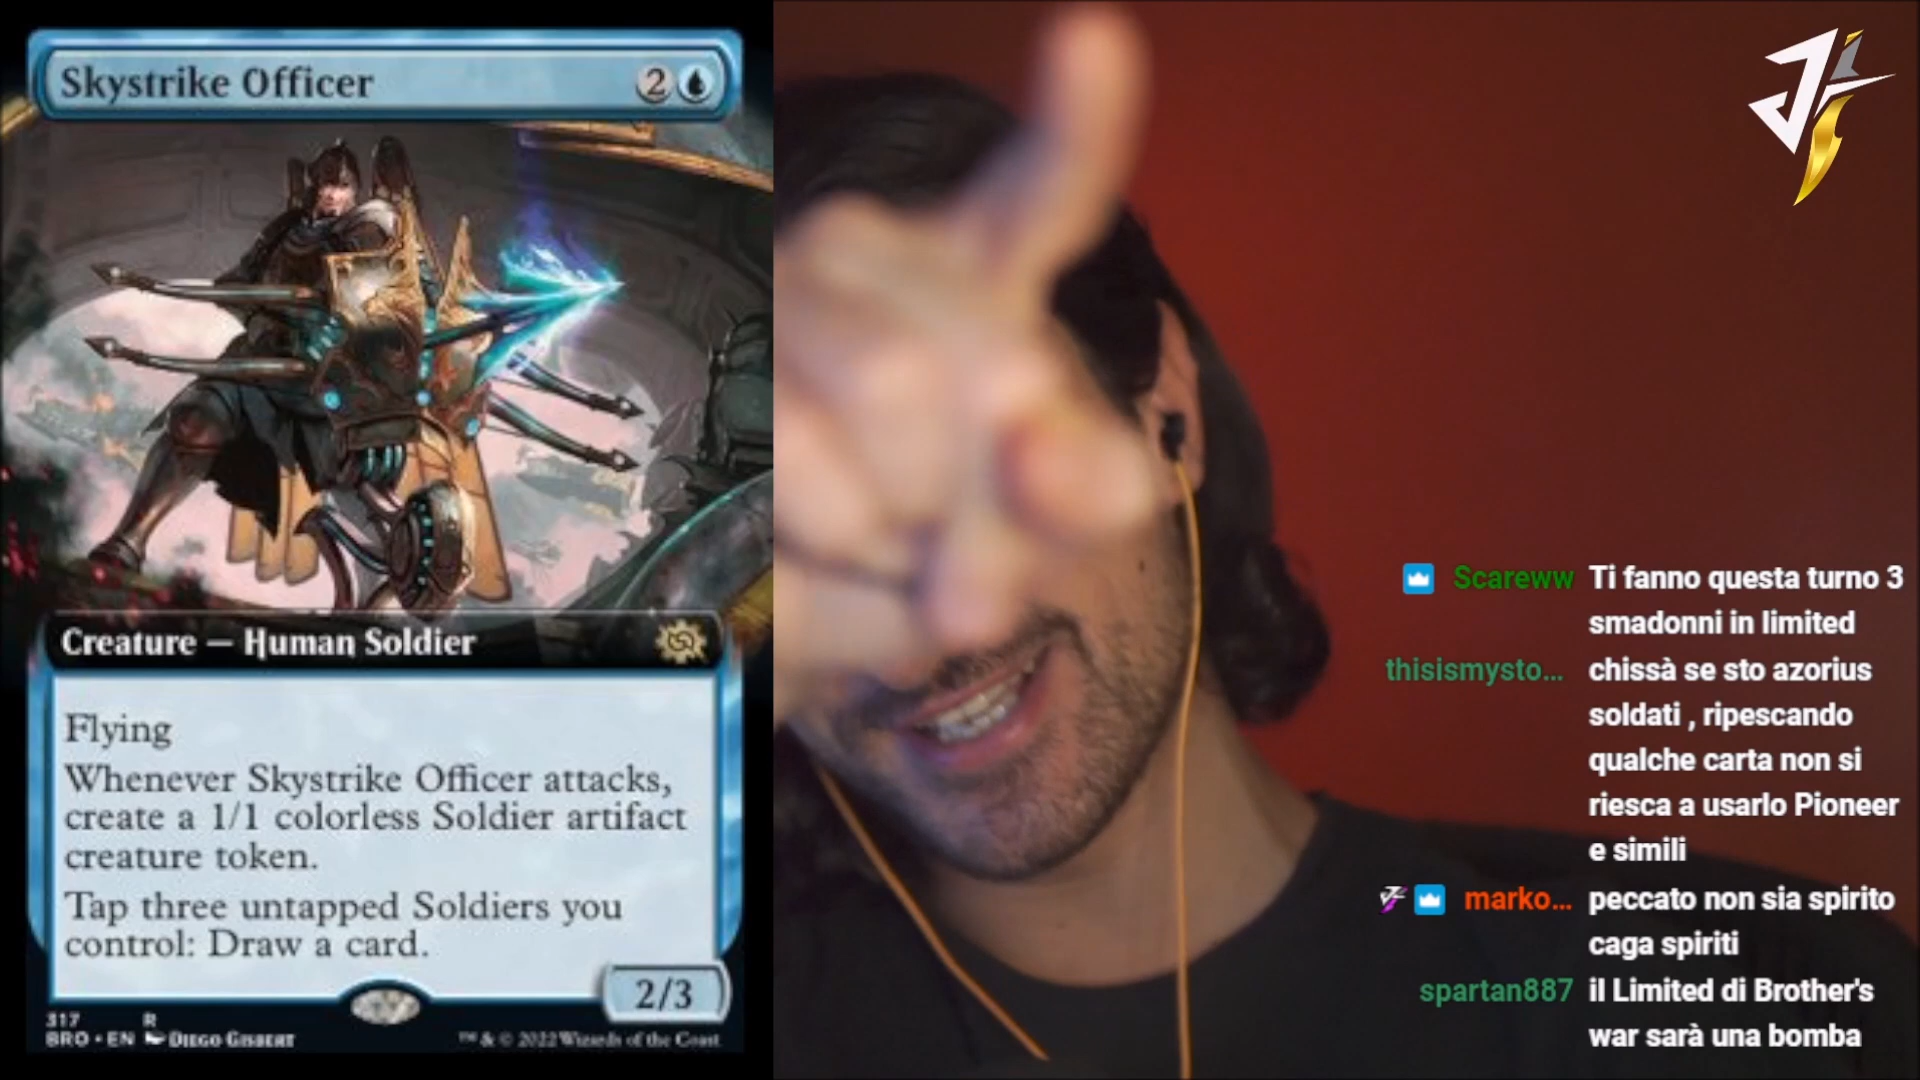 Skystrike Officer
2
Creature — Human Soldier
Flying
Whenever Skystrike Officer attacks,
create a 1/1 colorless Soldier artifact
creature token.
Tap three untapped Soldiers you
control: Draw a card.
2/3
317 R
BRO • EN DIEGO GISBERT
™ & © 2022 Wizards of the Coast
Scareww Ti fanno questa turno 3
smadonni in limited
thisismysto... chissà se sto azorius
soldati , ripescando
qualche carta non si
riesca a usarlo Pioneer
e simili
marko... peccato non sia spirito
caga spiriti
spartan887 il Limited di Brother's
war sarà una bomba